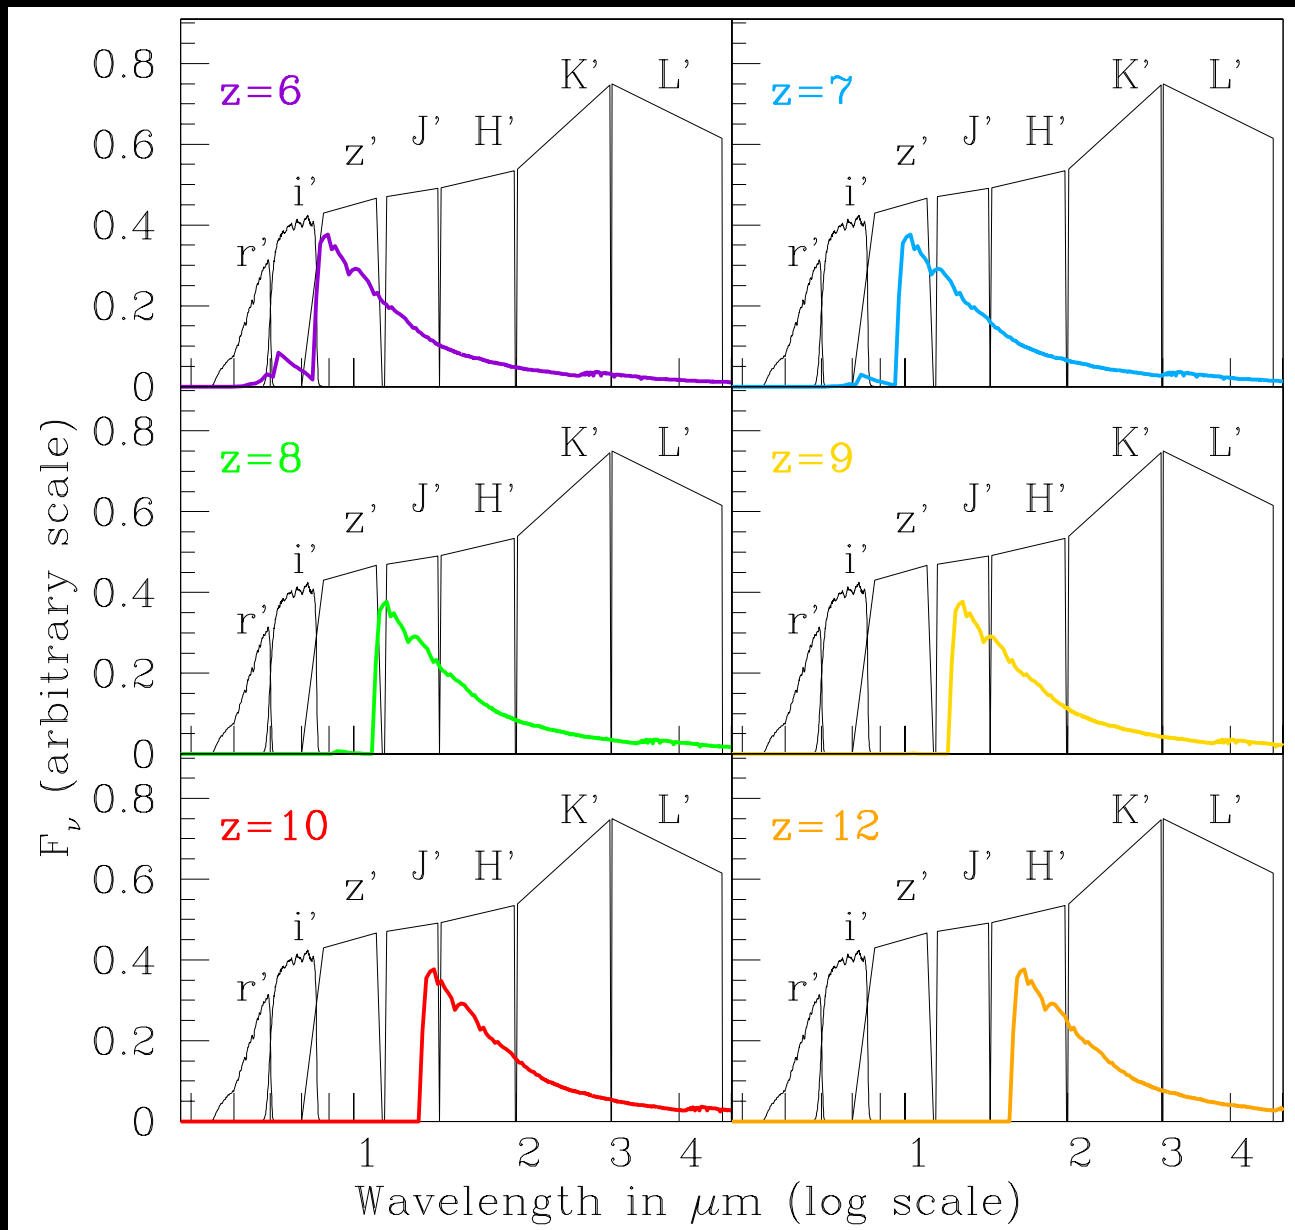 K' L' K' L'
0.8
z=6 z=7
J' H' J' H'
0.6
z' z'
i' i'
r' r'
0.4
0.2
0
K' L' K' L'
0.8
z=8 z=9
J' H' J' H'
0.6
z' z'
i' i'
r' r'
0.4
0.2
0
K' L' K' L'
0.8
z=10 z=12
J' H' J' H'
0.6
z' z'
i' i'
r' r'
0.4
0.2
0
F_ν (arbitrary scale)
1 2 3 4 1 2 3 4
Wavelength in μm (log scale)